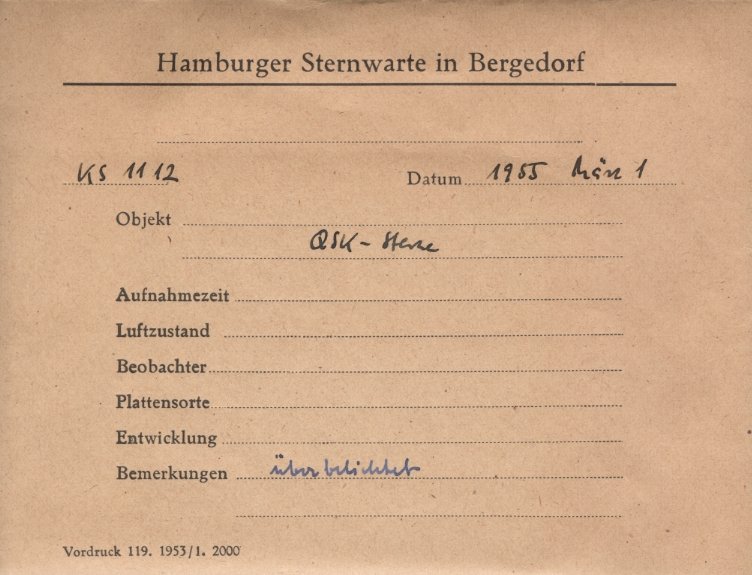 Hamburger Sternwarte in Bergedorf
KS 1112 Datum 1955 März 1
Objekt
QSK-Sterne
Aufnahmezeit
Luftzustand
Beobachter
Plattensorte
Entwicklung
Bemerkungen überbelichtet
Vordruck 119. 1953/1. 2000